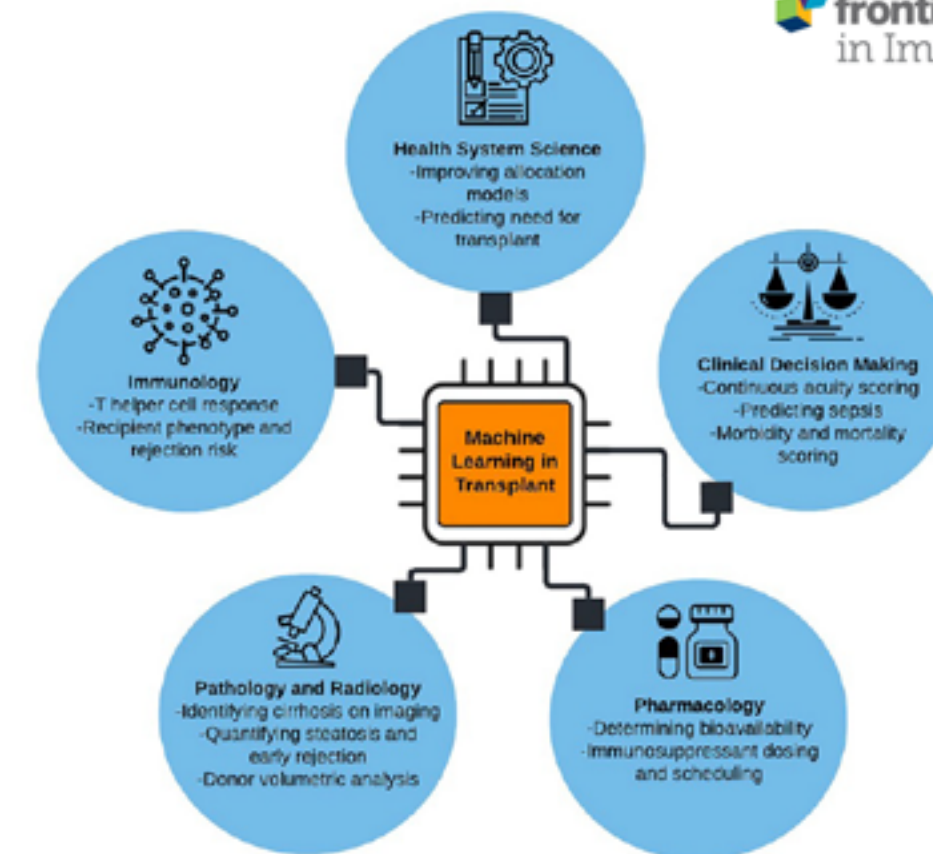 Health System Science
-Improving allocation
models
-Predicting need for
transplant
Immunology
-T helper cell response
-Recipient phenotype and
rejection risk
Clinical Decision Making
-Continuous acuity scoring
-Predicting sepsis
-Morbidity and mortality
scoring
Machine
Learning in
Transplant
Pathology and Radiology
-Identifying cirrhosis on imaging
-Quantifying steatosis and
early rejection
-Donor volumetric analysis
Pharmacology
-Determining bioavailability
-Immunosuppressant dosing
and scheduling